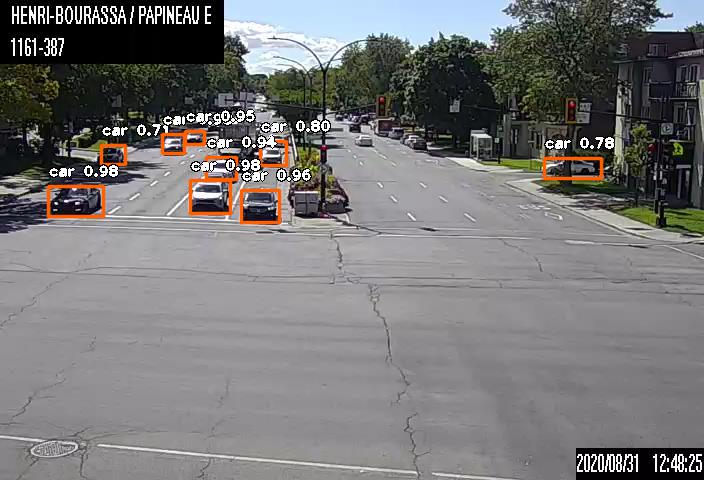 HENRI-BOURASSA / PAPINEAU E
1161-387
car 0.71
car 0.95
car 0.80
car 0.94
car 0.98
car 0.98
car 0.96
car 0.78
2020/08/31 12:48:25